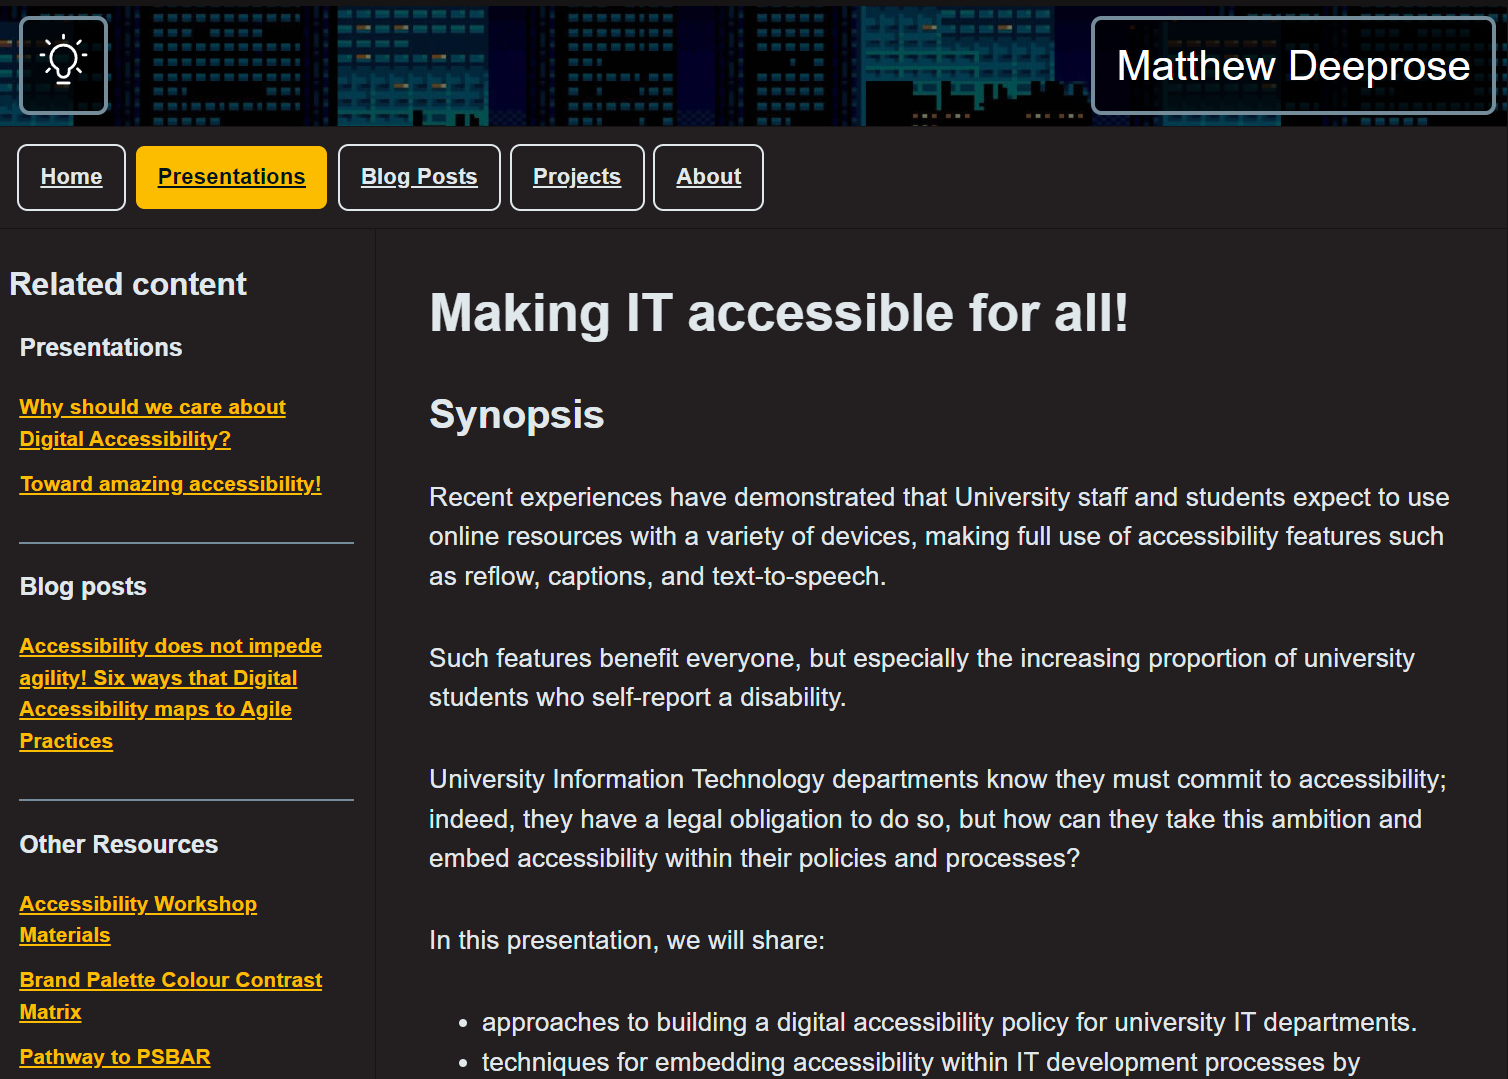 Matthew Deeprose
Home Presentations Blog Posts Projects About
Related content
Presentations
Why should we care about
Digital Accessibility?
Toward amazing accessibility!
Blog posts
Accessibility does not impede
agility! Six ways that Digital
Accessibility maps to Agile
Practices
Other Resources
Accessibility Workshop
Materials
Brand Palette Colour Contrast
Matrix
Pathway to PSBAR
Making IT accessible for all!
Synopsis
Recent experiences have demonstrated that University staff and students expect to use
online resources with a variety of devices, making full use of accessibility features such
as reflow, captions, and text-to-speech.
Such features benefit everyone, but especially the increasing proportion of university
students who self-report a disability.
University Information Technology departments know they must commit to accessibility;
indeed, they have a legal obligation to do so, but how can they take this ambition and
embed accessibility within their policies and processes?
In this presentation, we will share:
• approaches to building a digital accessibility policy for university IT departments.
• techniques for embedding accessibility within IT development processes by